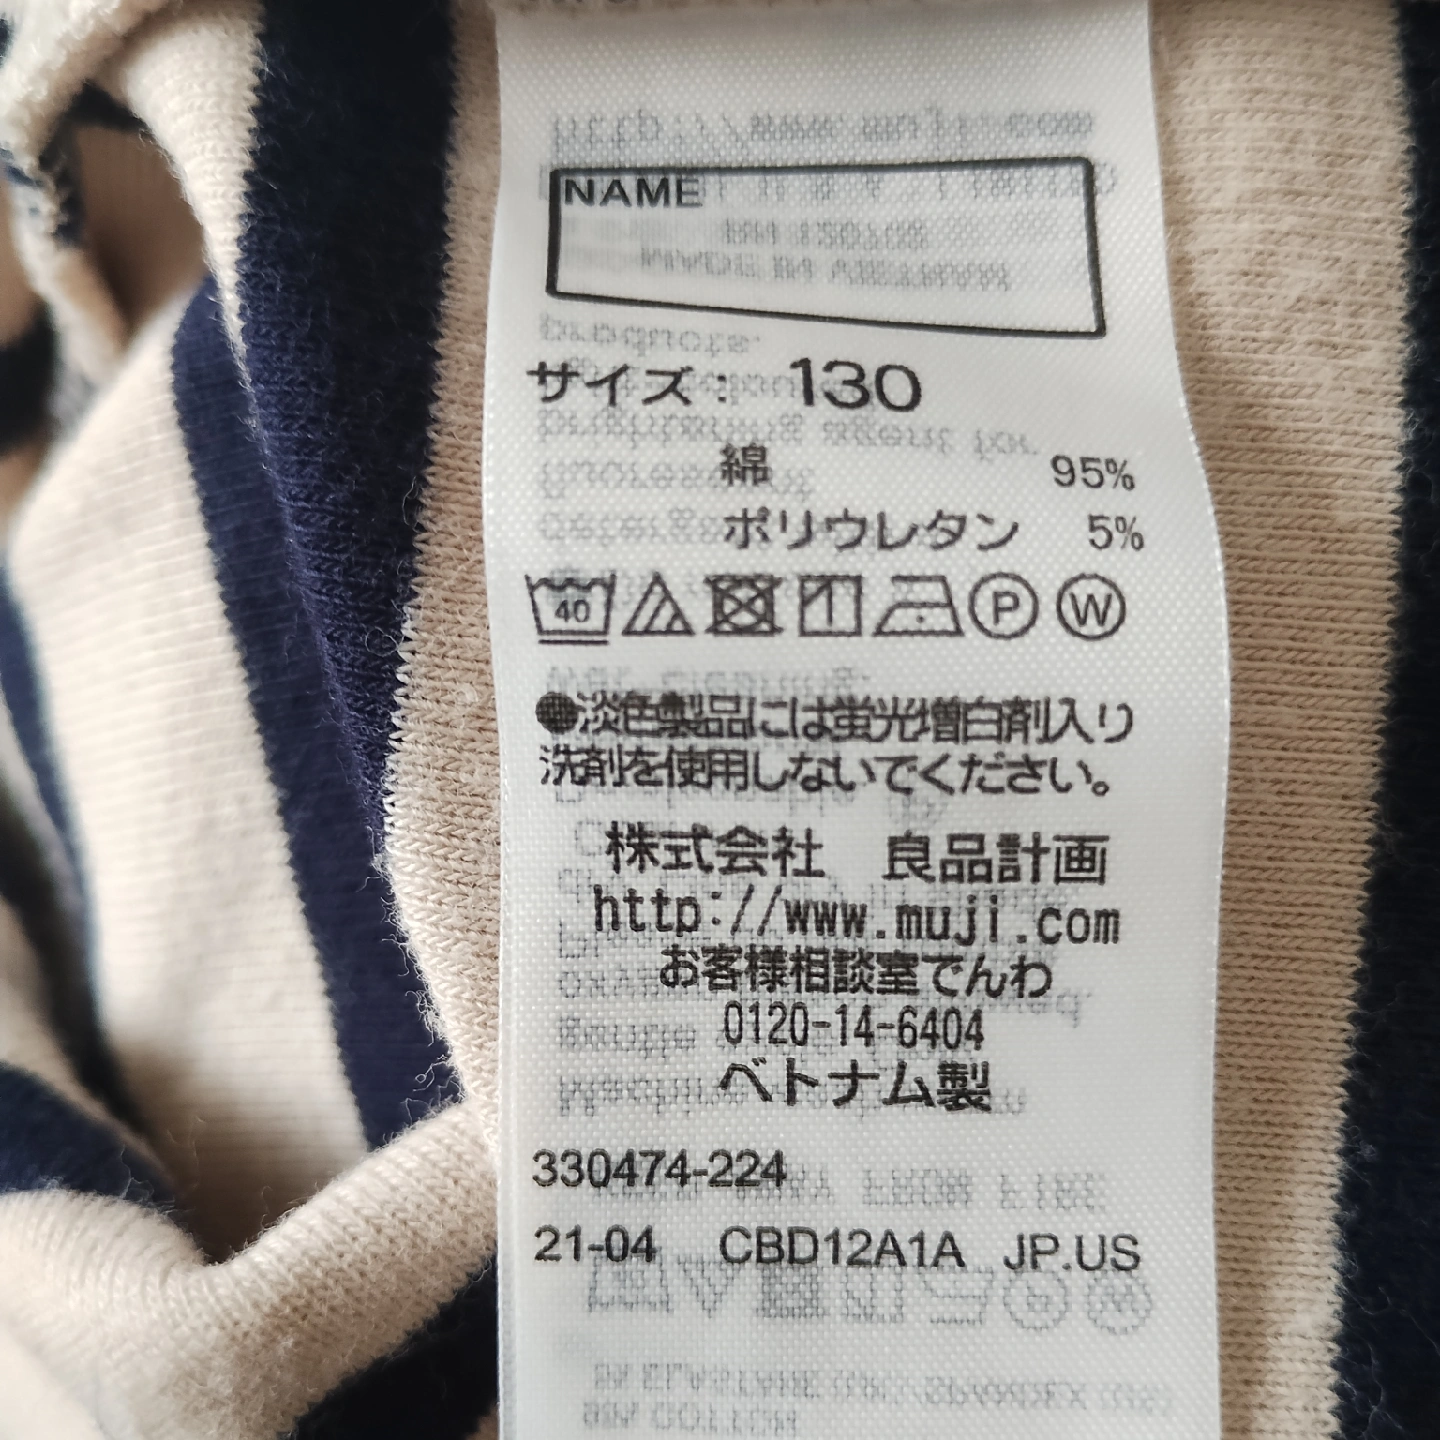 NAME
サイズ： 130
綿 95%
ポリウレタン 5%
40 P W
●淡色製品には蛍光増白剤入り
洗剤を使用しないでください。
株式会社 良品計画
http://www.muji.com
お客様相談室でんわ
0120-14-6404
ベトナム製
330474-224
21-04 CBD12A1A JP.US